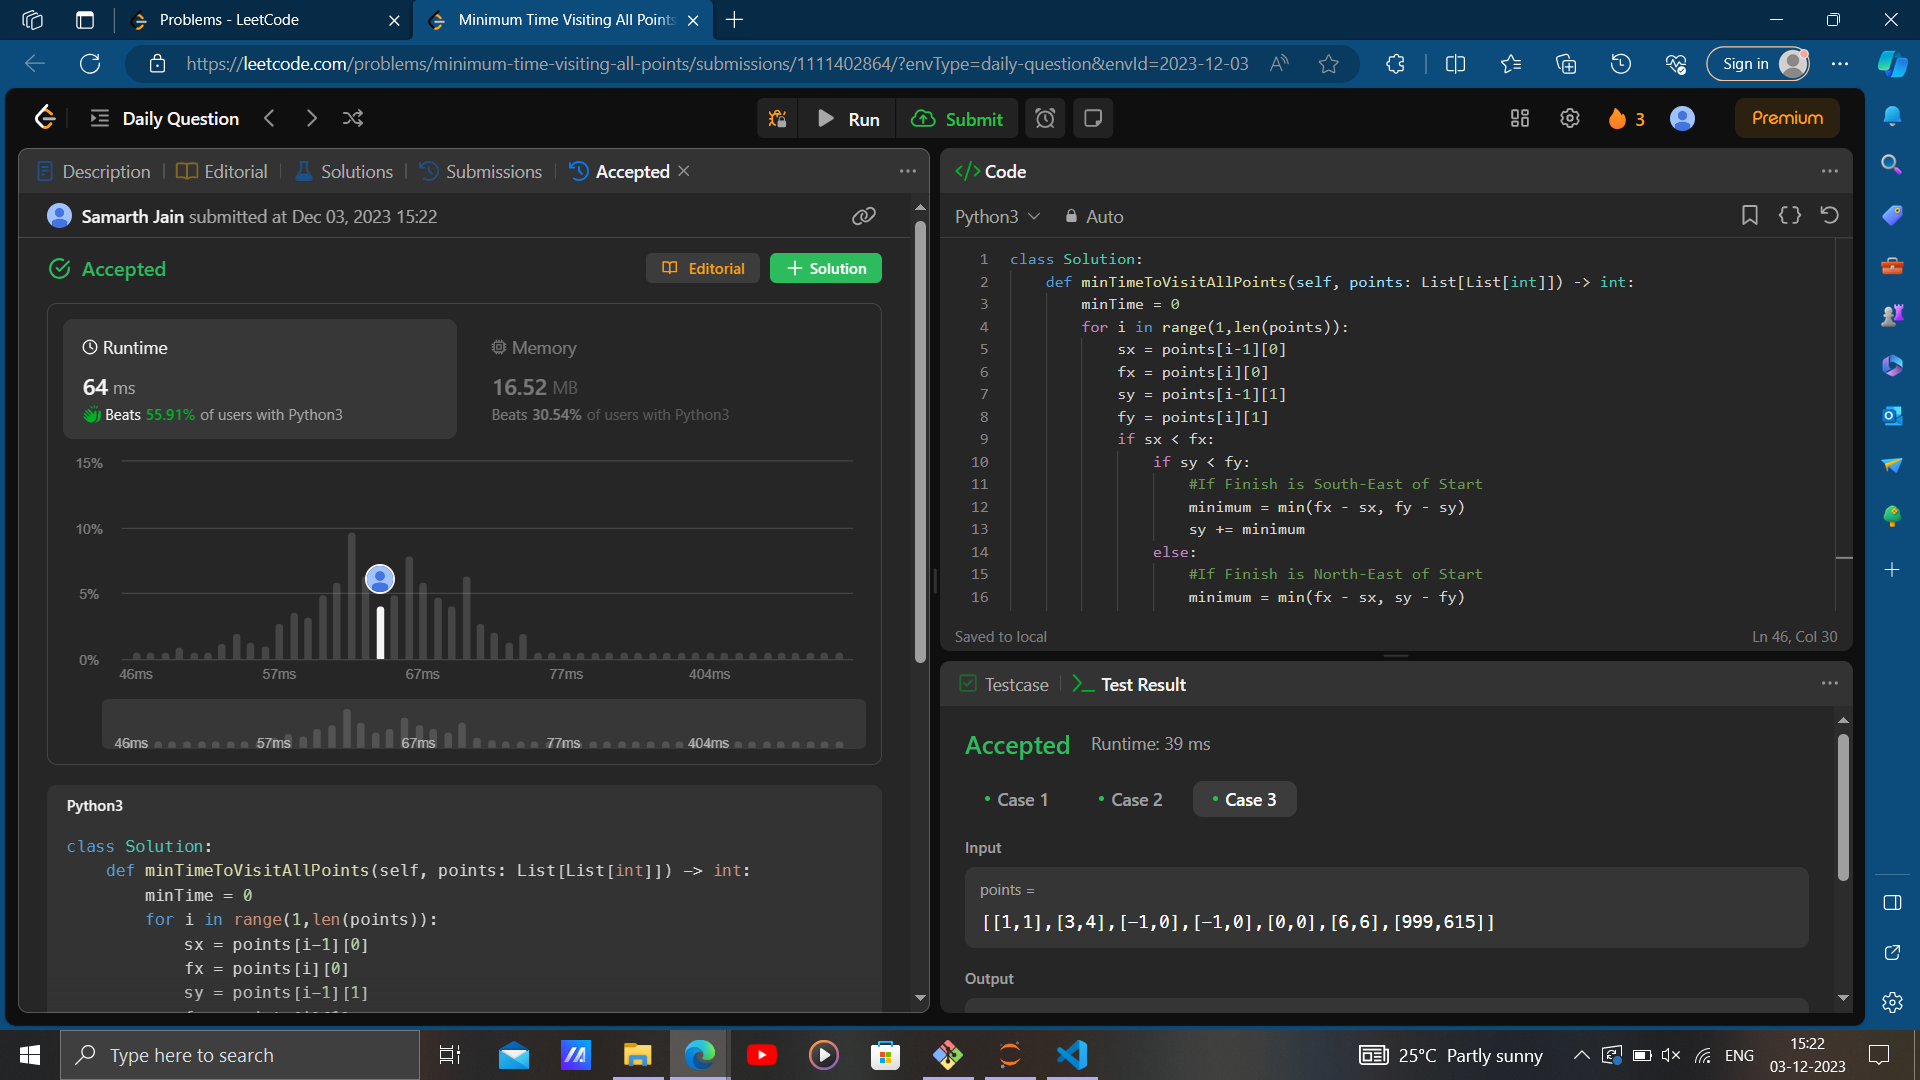 Problems - LeetCode
Minimum Time Visiting All Points
https://leetcode.com/problems/minimum-time-visiting-all-points/submissions/1111402864/?envType=daily-question&envId=2023-12-03
Sign in
Daily Question
Run
Submit
3
Premium
Description
Editorial
Solutions
Submissions
Accepted
Samarth Jain submitted at Dec 03, 2023 15:22
Accepted
Editorial
Solution
Runtime
64 ms
Beats 55.91% of users with Python3
Memory
16.52 MB
Beats 30.54% of users with Python3
15%
10%
5%
0%
46ms 57ms 67ms 77ms 404ms
46ms 57ms 67ms 77ms 404ms
Python3
class Solution:
    def minTimeToVisitAllPoints(self, points: List[List[int]]) -> int:
        minTime = 0
        for i in range(1,len(points)):
            sx = points[i-1][0]
            fx = points[i][0]
            sy = points[i-1][1]
</> Code
Python3
Auto
1 class Solution:
2     def minTimeToVisitAllPoints(self, points: List[List[int]]) -> int:
3         minTime = 0
4         for i in range(1,len(points)):
5             sx = points[i-1][0]
6             fx = points[i][0]
7             sy = points[i-1][1]
8             fy = points[i][1]
9             if sx < fx:
10                 if sy < fy:
11                     #If Finish is South-East of Start
12                     minimum = min(fx - sx, fy - sy)
13                     sy += minimum
14                 else:
15                     #If Finish is North-East of Start
16                     minimum = min(fx - sx, sy - fy)
Saved to local
Ln 46, Col 30
Testcase
Test Result
Accepted
Runtime: 39 ms
Case 1
Case 2
Case 3
Input
points =
[[1,1],[3,4],[-1,0],[-1,0],[0,0],[6,6],[999,615]]
Output
Type here to search
25°C Partly sunny
ENG
15:22
03-12-2023